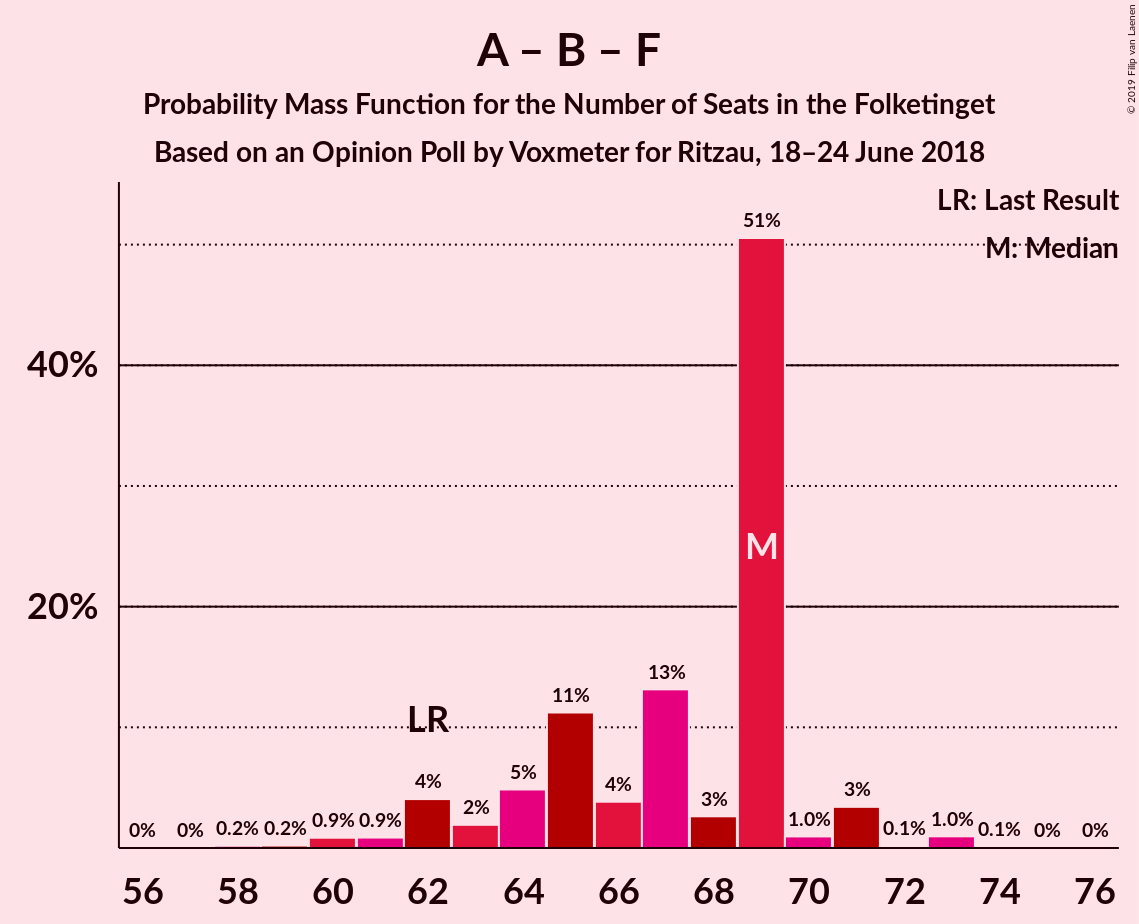 A – B – F
Probability Mass Function for the Number of Seats in the Folketinget
Based on an Opinion Poll by Voxmeter for Ritzau, 18–24 June 2018
© 2019 Filip van Laenen
LR: Last Result
M: Median
51%
40%
M
20%
13%
11%
LR
4%
5%
2%
4%
3%
3%
0%
0%
0.2%
0.2%
0.9%
0.9%
1.0%
0.1%
1.0%
0.1%
0%
0%
56 58 60 62 64 66 68 70 72 74 76